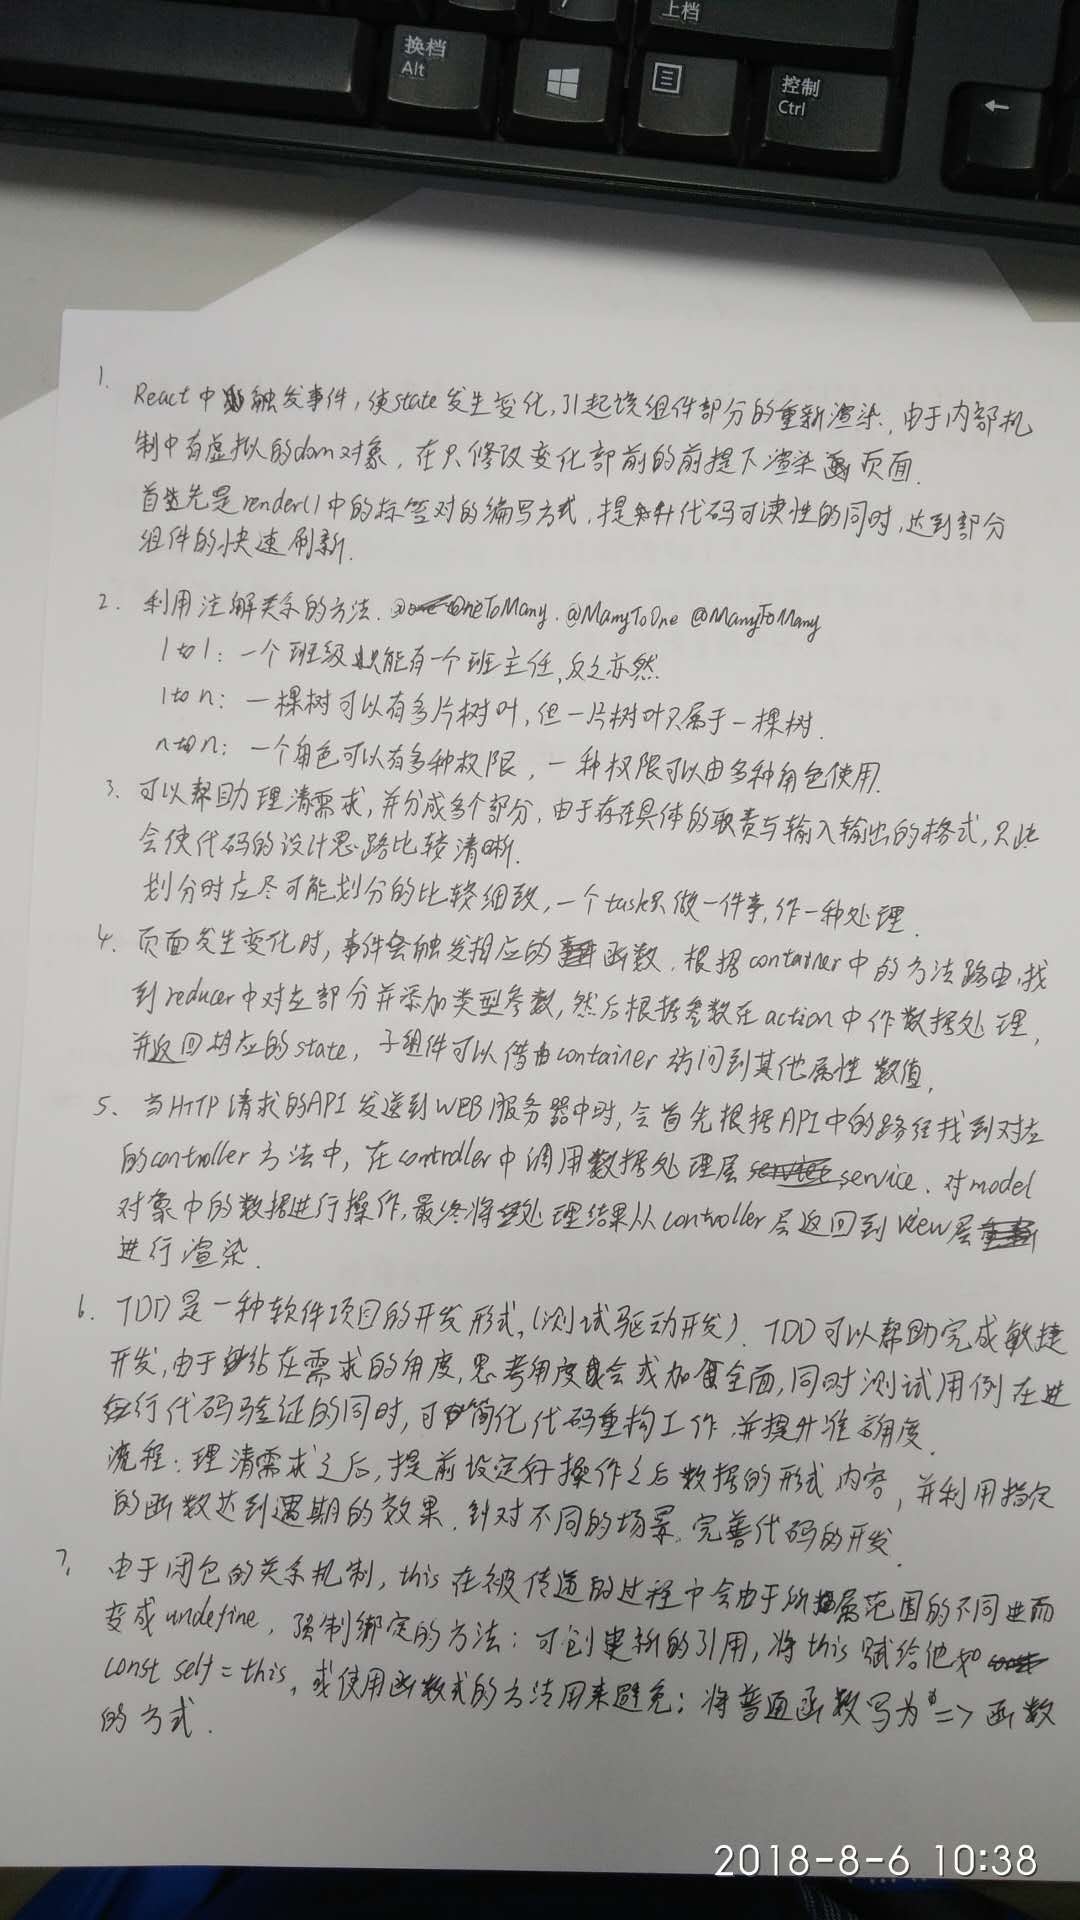 上档
换档
Alt
控制
Ctrl
1.
React中触发事件,使state发生变化,引起该组件部分的重新渲染,由于内部机
制中有虚拟的dom对象,在只修改变化部前的前提下渲染页面.
首先是render()中的标签对的编写方式,提升代码可读性的同时,达到部分
组件的快速刷新.
2、利用注解关系的方法. @OneToMany. @ManyToOne @ManyToMany
1 to 1: 一个班级只能有一个班主任,反之亦然.
1 to n: 一棵树可以有多片树叶,但一片树叶只属于一棵树.
n to n: 一个角色可以有多种权限,一种权限可以由多种角色使用.
3、可以帮助理清需求,并分成多个部分,由于存在具体的职责与输入输出的格式,只此
会使代码的设计思路比较清晰.
划分时应尽可能划分的比较细致,一个task只做一件事,作一种处理.
4、页面发生变化时,事件会触发相应的函数.根据container中的方法路由,找
到reducer中对应部分并添加类型参数,然后根据参数在action中作数据处理,
并返回相应的state,子组件可以借由container访问到其他属性数值.
5、当HTTP请求的API发送到WEB服务器中时,会首先根据API中的路径找到对应
的controller方法中,在controller中调用数据处理层service、对model
对象中的数据进行操作,最终将处理结果从controller层返回到view层
进行渲染.
6、TDD是一种软件项目的开发形式,(测试驱动开发).TDD可以帮助完成敏捷
开发,由于站在需求的角度,思考角度会更加全面,同时测试用例在进
行代码验证的同时,可简化代码重构工作.并提升准确度.
流程:理清需求之后,提前设定好操作之后数据的形式内容,并利用指定
的函数达到遇期的效果.针对不同的场景,完善代码的开发.
7、由于闭包的关系机制,this在被传递的过程中会由于所属范围的不同进而
变成undefine,强制绑定的方法:可创建新的引用,将this赋给他如
const self = this,或使用函数式的方法用来避免:将普通函数写为=>函数
的方式.
2018-8-6 10:38